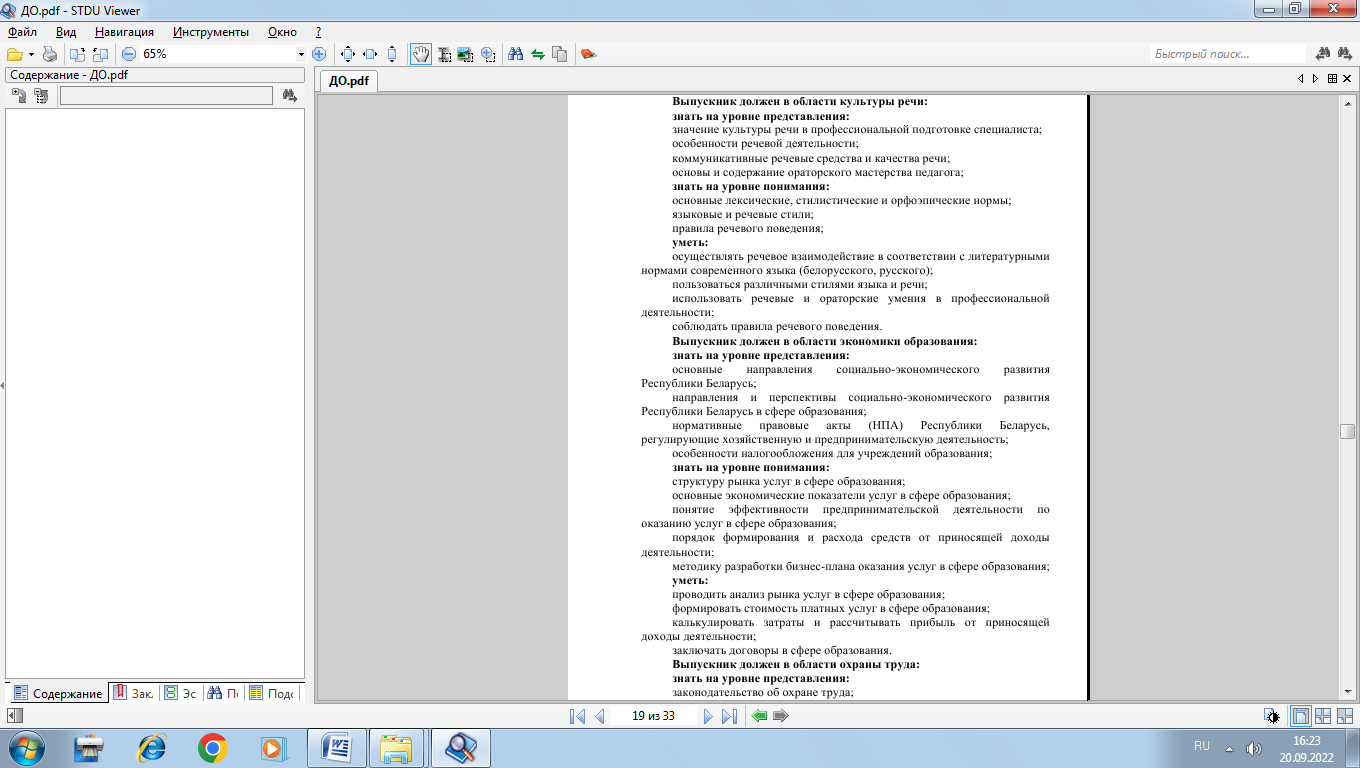 ДО.pdf - STDU Viewer
Файл Вид Навигация Инструменты Окно ?
65%
Быстрый поиск...
Содержание - ДО.pdf
ДО.pdf
Выпускник должен в области культуры речи:
знать на уровне представления:
значение культуры речи в профессиональной подготовке специалиста;
особенности речевой деятельности;
коммуникативные речевые средства и качества речи;
основы и содержание ораторского мастерства педагога;
знать на уровне понимания:
основные лексические, стилистические и орфоэпические нормы;
языковые и речевые стили;
правила речевого поведения;
уметь:
осуществлять речевое взаимодействие в соответствии с литературными
нормами современного языка (белорусского, русского);
пользоваться различными стилями языка и речи;
использовать речевые и ораторские умения в профессиональной
деятельности;
соблюдать правила речевого поведения.
Выпускник должен в области экономики образования:
знать на уровне представления:
основные направления социально-экономического развития
Республики Беларусь;
направления и перспективы социально-экономического развития
Республики Беларусь в сфере образования;
нормативные правовые акты (НПА) Республики Беларусь,
регулирующие хозяйственную и предпринимательскую деятельность;
особенности налогообложения для учреждений образования;
знать на уровне понимания:
структуру рынка услуг в сфере образования;
основные экономические показатели услуг в сфере образования;
понятие эффективности предпринимательской деятельности по
оказанию услуг в сфере образования;
порядок формирования и расхода средств от приносящей доходы
деятельности;
методику разработки бизнес-плана оказания услуг в сфере образования;
уметь:
проводить анализ рынка услуг в сфере образования;
формировать стоимость платных услуг в сфере образования;
калькулировать затраты и рассчитывать прибыль от приносящей
доходы деятельности;
заключать договоры в сфере образования.
Выпускник должен в области охраны труда:
знать на уровне представления:
законодательство об охране труда;
Содержание Зак. Эс П Подс
19 из 33
RU
16:23
20.09.2022